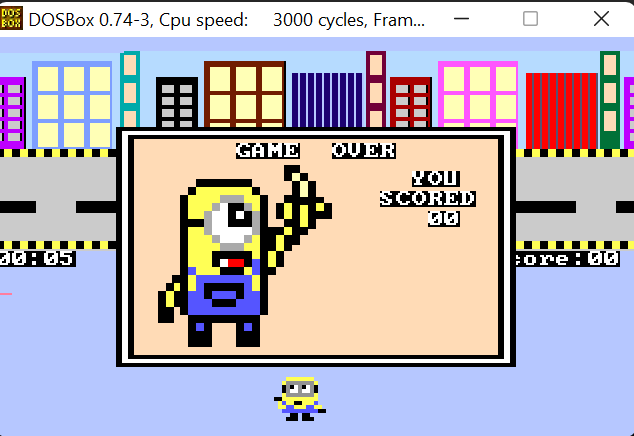 DOS
BOX
DOSBox 0.74-3, Cpu speed: 3000 cycles, Fram...
GAME OVER
YOU
SCORED
00
00:05
core:00